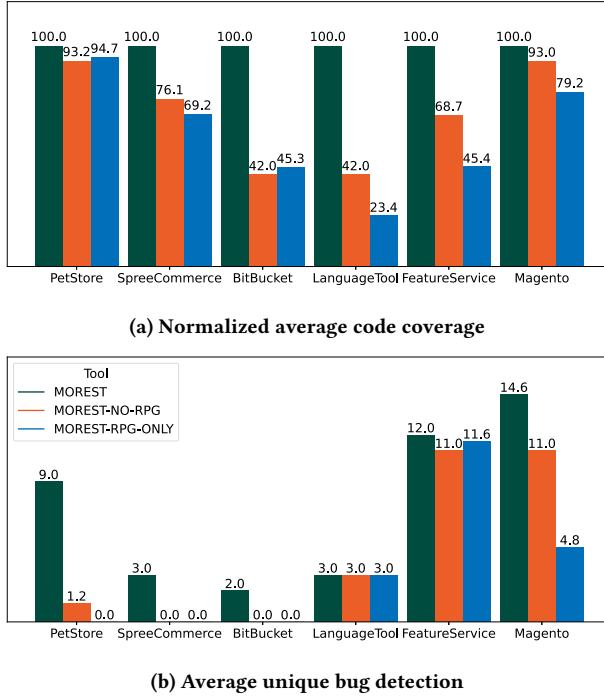 100.0 93.2 94.7 100.0 76.1 69.2 100.0 42.0 45.3 100.0 42.0 23.4 100.0 68.7 45.4 100.0 93.0 79.2
PetStore SpreeCommerce BitBucket LanguageTool FeatureService Magento
(a) Normalized average code coverage
Tool
MOREST
MOREST-NO-RPG
MOREST-RPG-ONLY
9.0 1.2 0.0 3.0 0.0 0.0 2.0 0.0 0.0 3.0 3.0 3.0 12.0 11.0 11.6 14.6 11.0 4.8
PetStore SpreeCommerce BitBucket LanguageTool FeatureService Magento
(b) Average unique bug detection